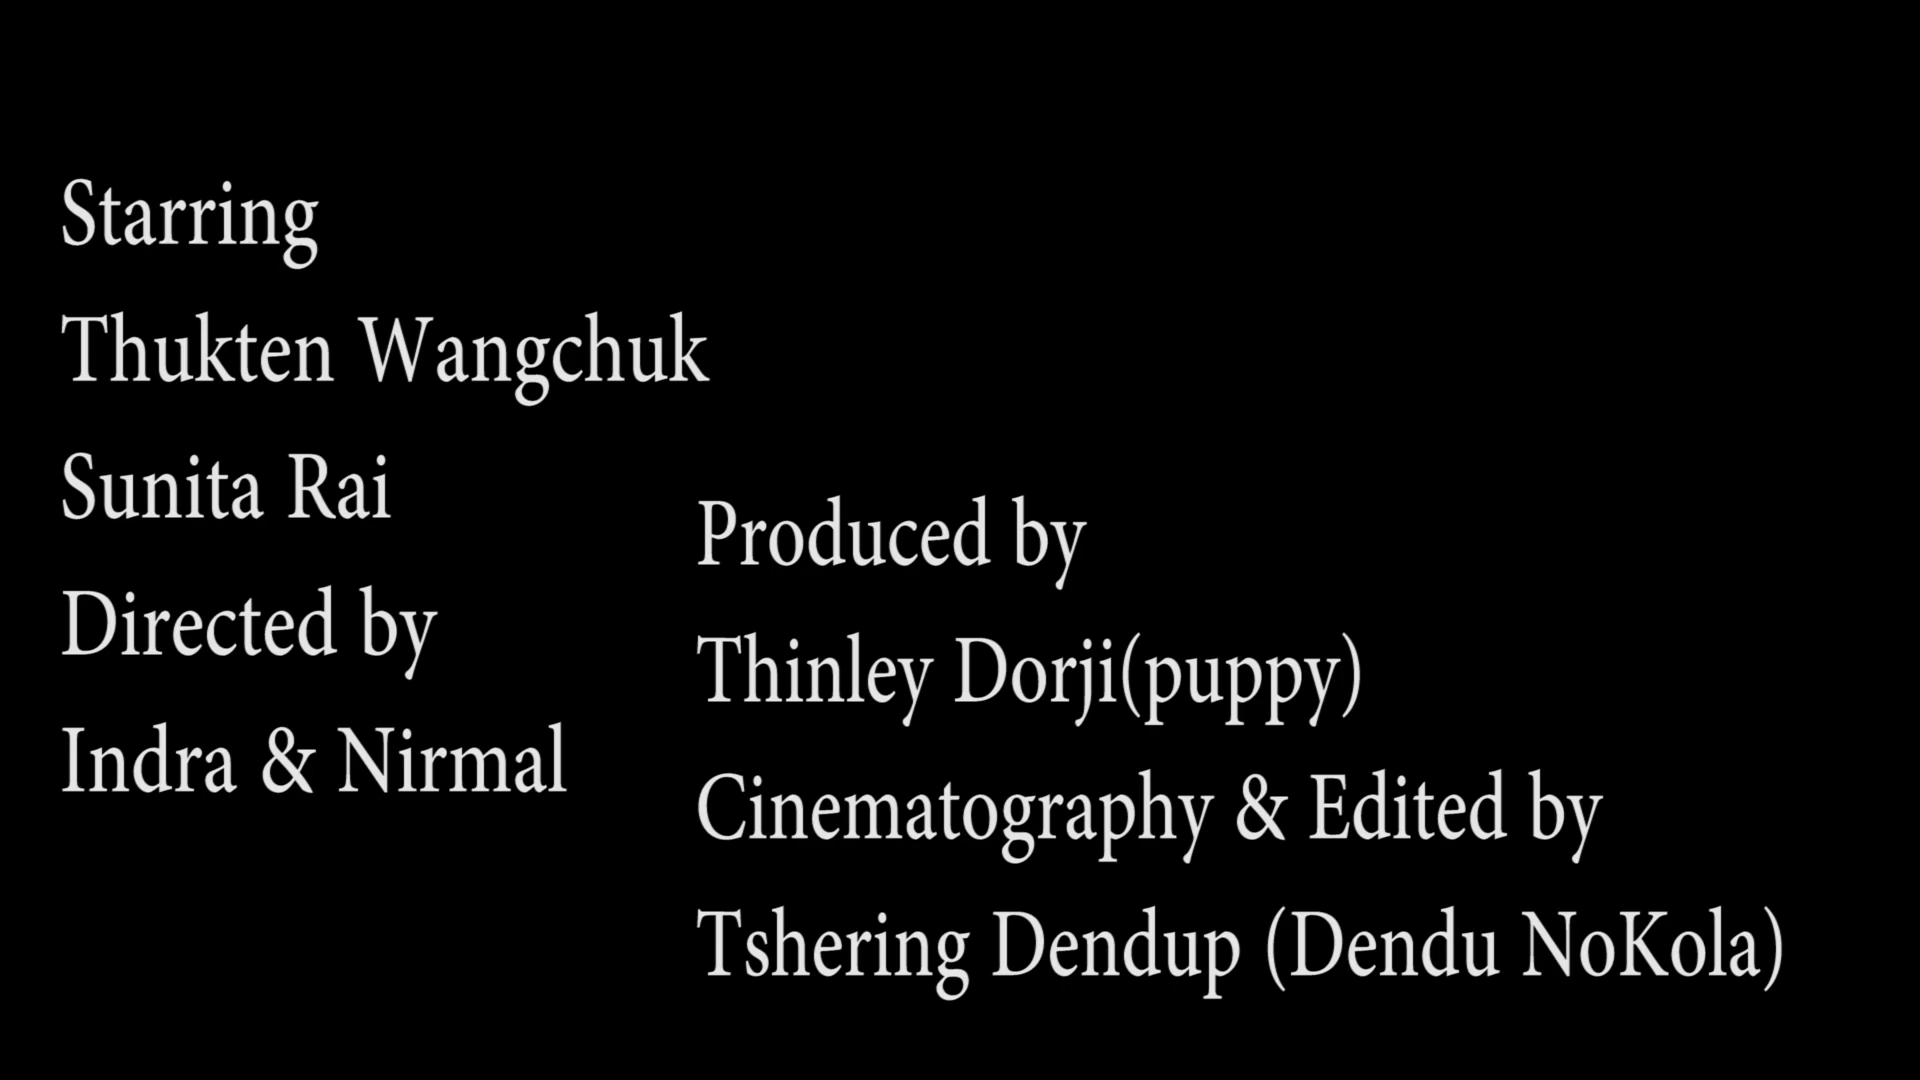 Starring
Thukten Wangchuk
Sunita Rai
Directed by
Indra & Nirmal
Produced by
Thinley Dorji(puppy)
Cinematography & Edited by
Tshering Dendup (Dendu NoKola)